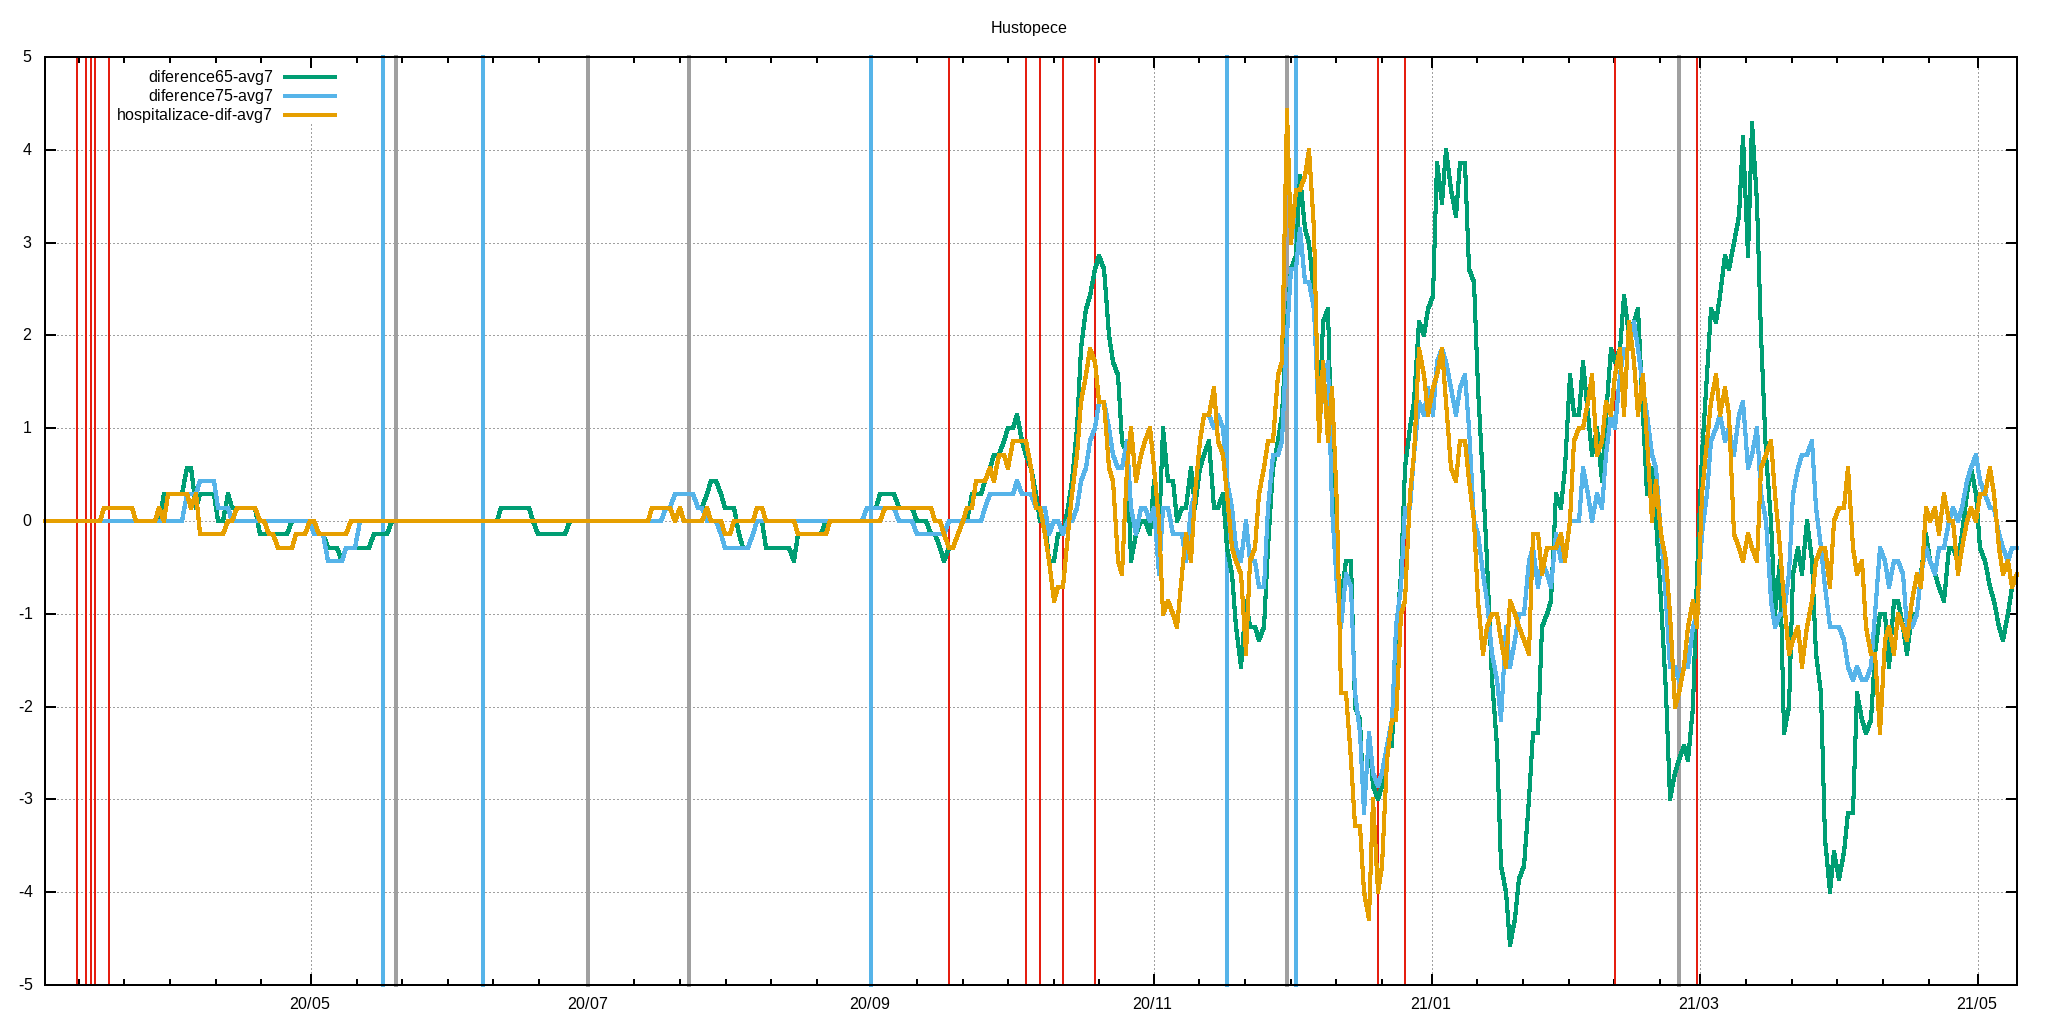 Hustopece
diference65-avg7
diference75-avg7
hospitalizace-dif-avg7
5
4
3
2
1
0
-1
-2
-3
-4
-5
20/05 20/07 20/09 20/11 21/01 21/03 21/05